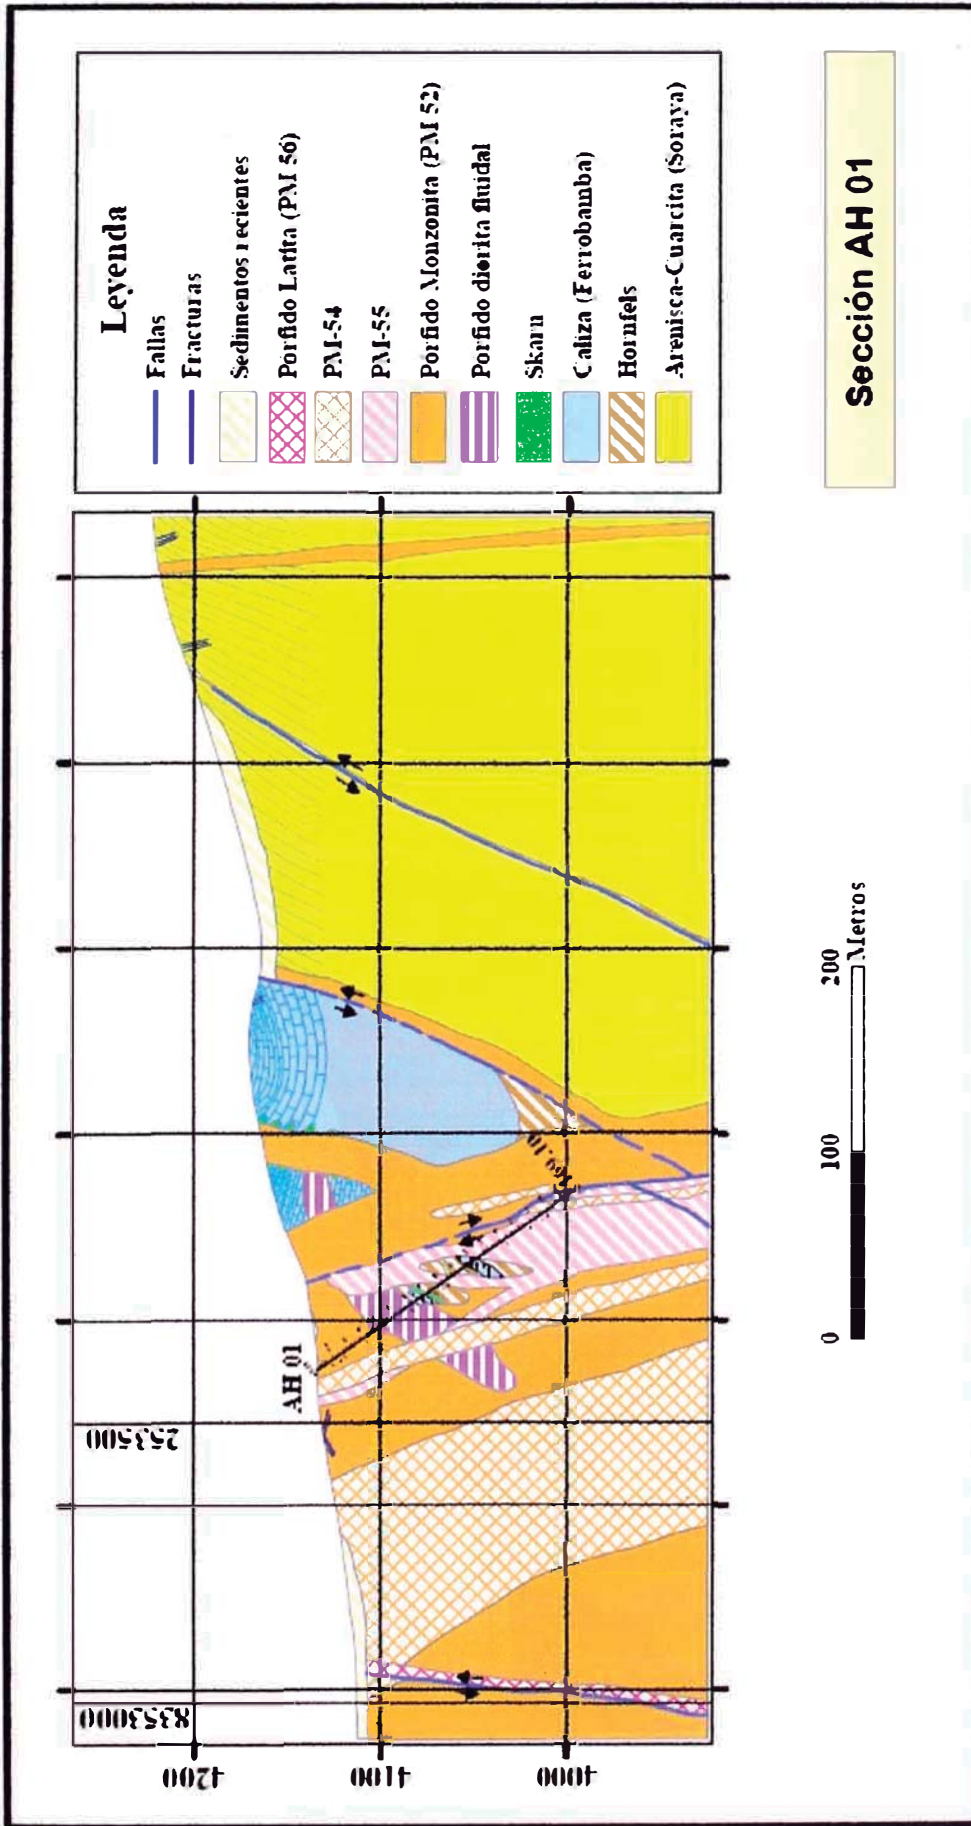 Leyenda
Fallas
Fracturas
Sedimentos recientes
Pórfido Latita (PM 56)
PM-54
PM-55
Pórfido Monzonita (PM 52)
Porfido diorita fluidal
Skarn
Caliza (Ferrobamba)
Hornfels
Arenisca-Cuarcita (Soraya)
Sección AH 01
AH 01
253500
8353000
4200
4100
4000
0
100
200
Metros